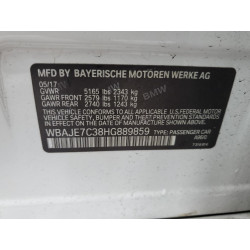 MFD BY BAYERISCHE MOTOREN WERKE AG
05/17
GVWR 5165 lbs 2343 kg
GAWR FRONT 2579 lbs 1170 kg
GAWR REAR 2740 lbs 1243 kg
THIS VEHICLE CONFORMS TO ALL APPLICABLE FEDERAL
MOTOR VEHICLE SAFETY, BUMPER, AND THEFT PREVENTION
STANDARDS IN EFFECT ON THE DATE OF
MANUFACTURE SHOWN ABOVE.
WBAJE7C38HG889859 TYPE: PASSENGER CAR